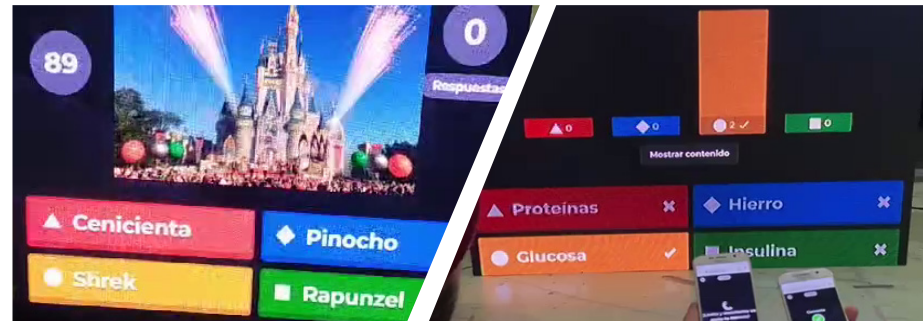 89
0
Respuestas
Cenicienta
Pinocho
Shrek
Rapunzel
0
0
2
0
Mostrar contenido
Proteínas
Hierro
Glucosa
Insulina